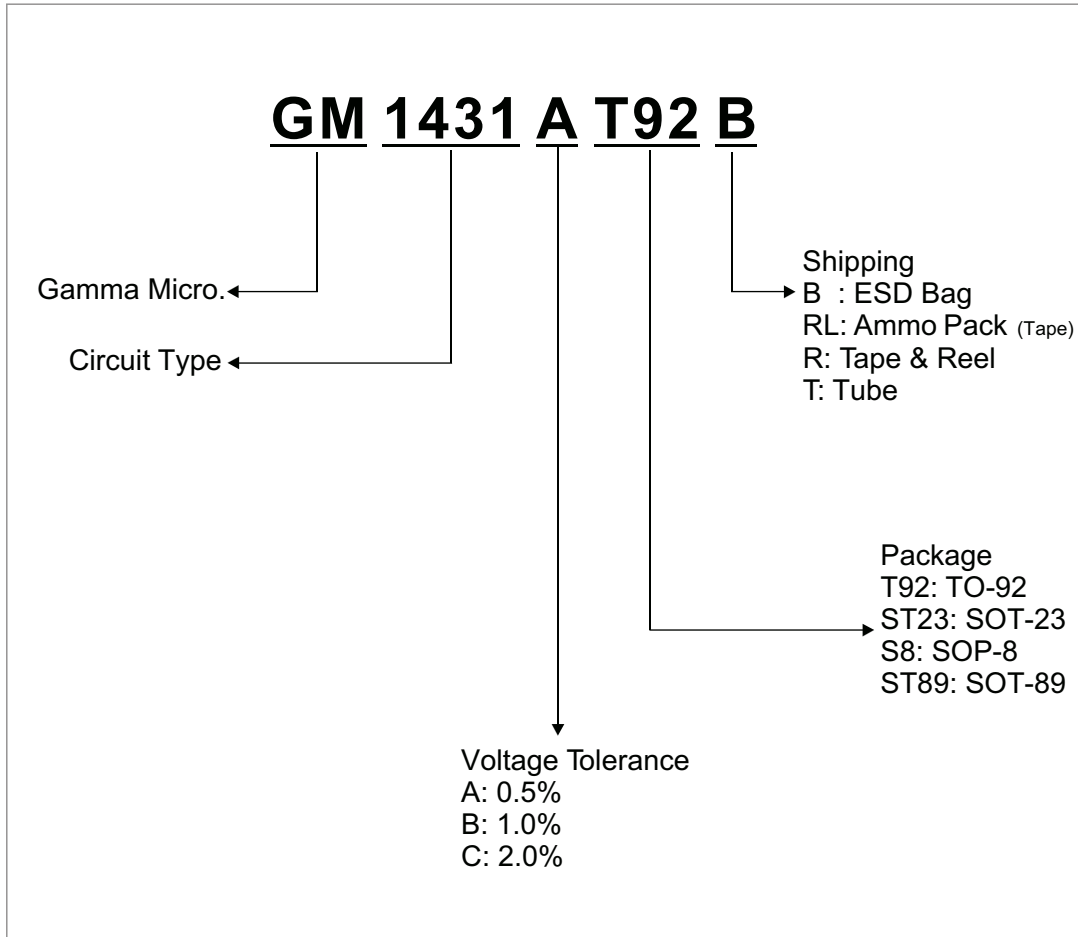 GM 1431 A T92 B
Gamma Micro.
Circuit Type
Shipping
B : ESD Bag
RL: Ammo Pack (Tape)
R: Tape & Reel
T: Tube
Package
T92: TO-92
ST23: SOT-23
S8: SOP-8
ST89: SOT-89
Voltage Tolerance
A: 0.5%
B: 1.0%
C: 2.0%